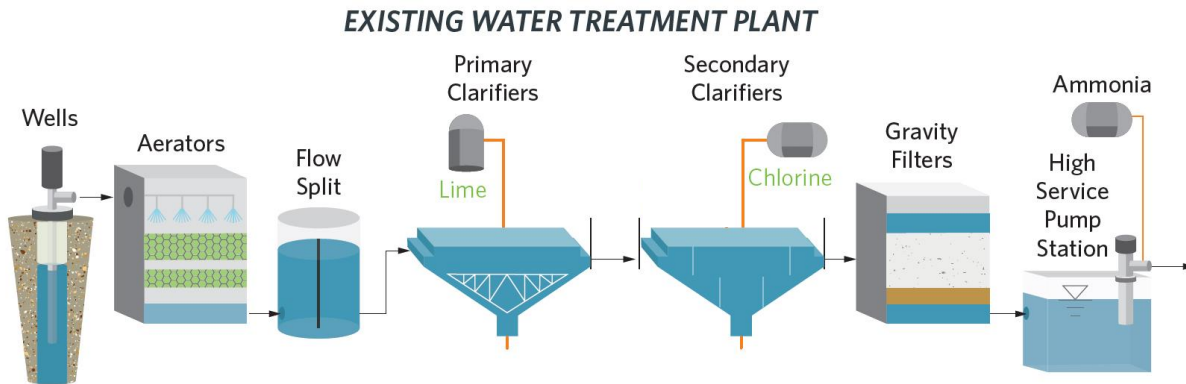 EXISTING WATER TREATMENT PLANT
Wells
Aerators
Flow
Split
Primary
Clarifiers
Lime
Secondary
Clarifiers
Chlorine
Gravity
Filters
Ammonia
High
Service
Pump
Station